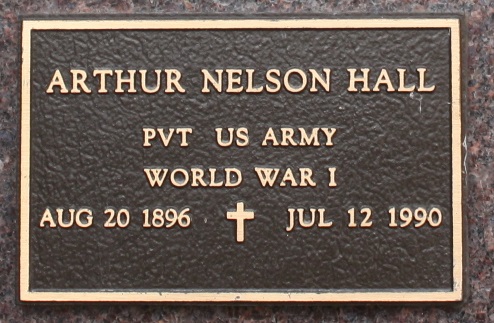 ARTHUR NELSON HALL
PVT US ARMY
WORLD WAR I
AUG 20 1896 JUL 12 1990